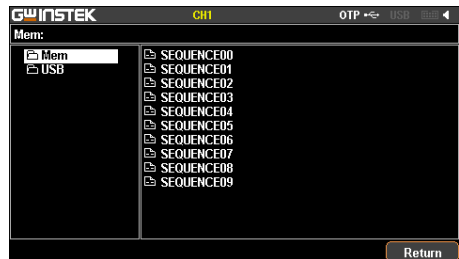 GWINSTEK CH1 OTP USB
Mem:
Mem
USB
SEQUENCE00
SEQUENCE01
SEQUENCE02
SEQUENCE03
SEQUENCE04
SEQUENCE05
SEQUENCE06
SEQUENCE07
SEQUENCE08
SEQUENCE09
Return